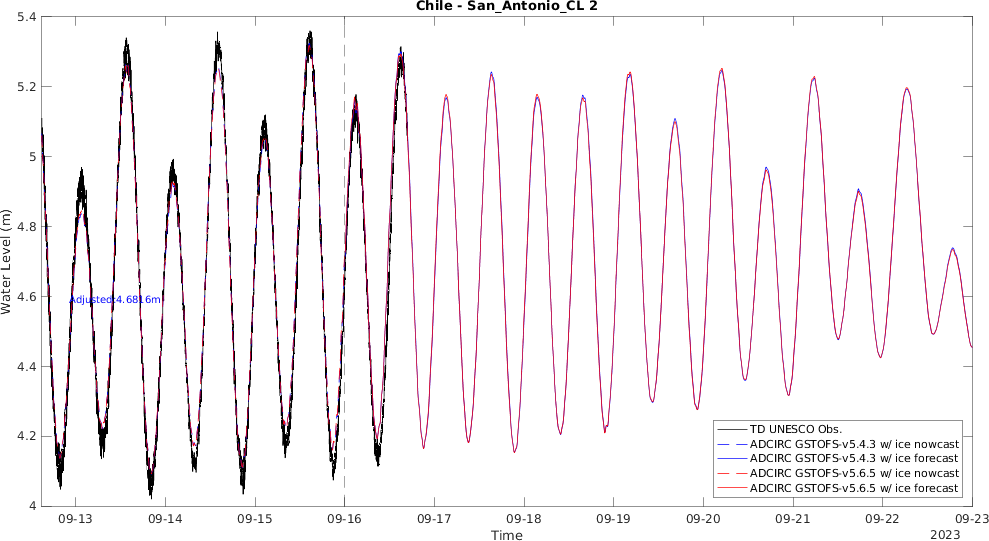 Chile - San_Antonio_CL 2
5.4
5.2
5
4.8
4.6
4.4
4.2
4
Water Level (m)
Adjusted:4.6816m
TD UNESCO Obs.
ADCIRC GSTOFS-v5.4.3 w/ ice nowcast
ADCIRC GSTOFS-v5.4.3 w/ ice forecast
ADCIRC GSTOFS-v5.6.5 w/ ice nowcast
ADCIRC GSTOFS-v5.6.5 w/ ice forecast
09-13 09-14 09-15 09-16 09-17 09-18 09-19 09-20 09-21 09-22 09-23
Time
2023